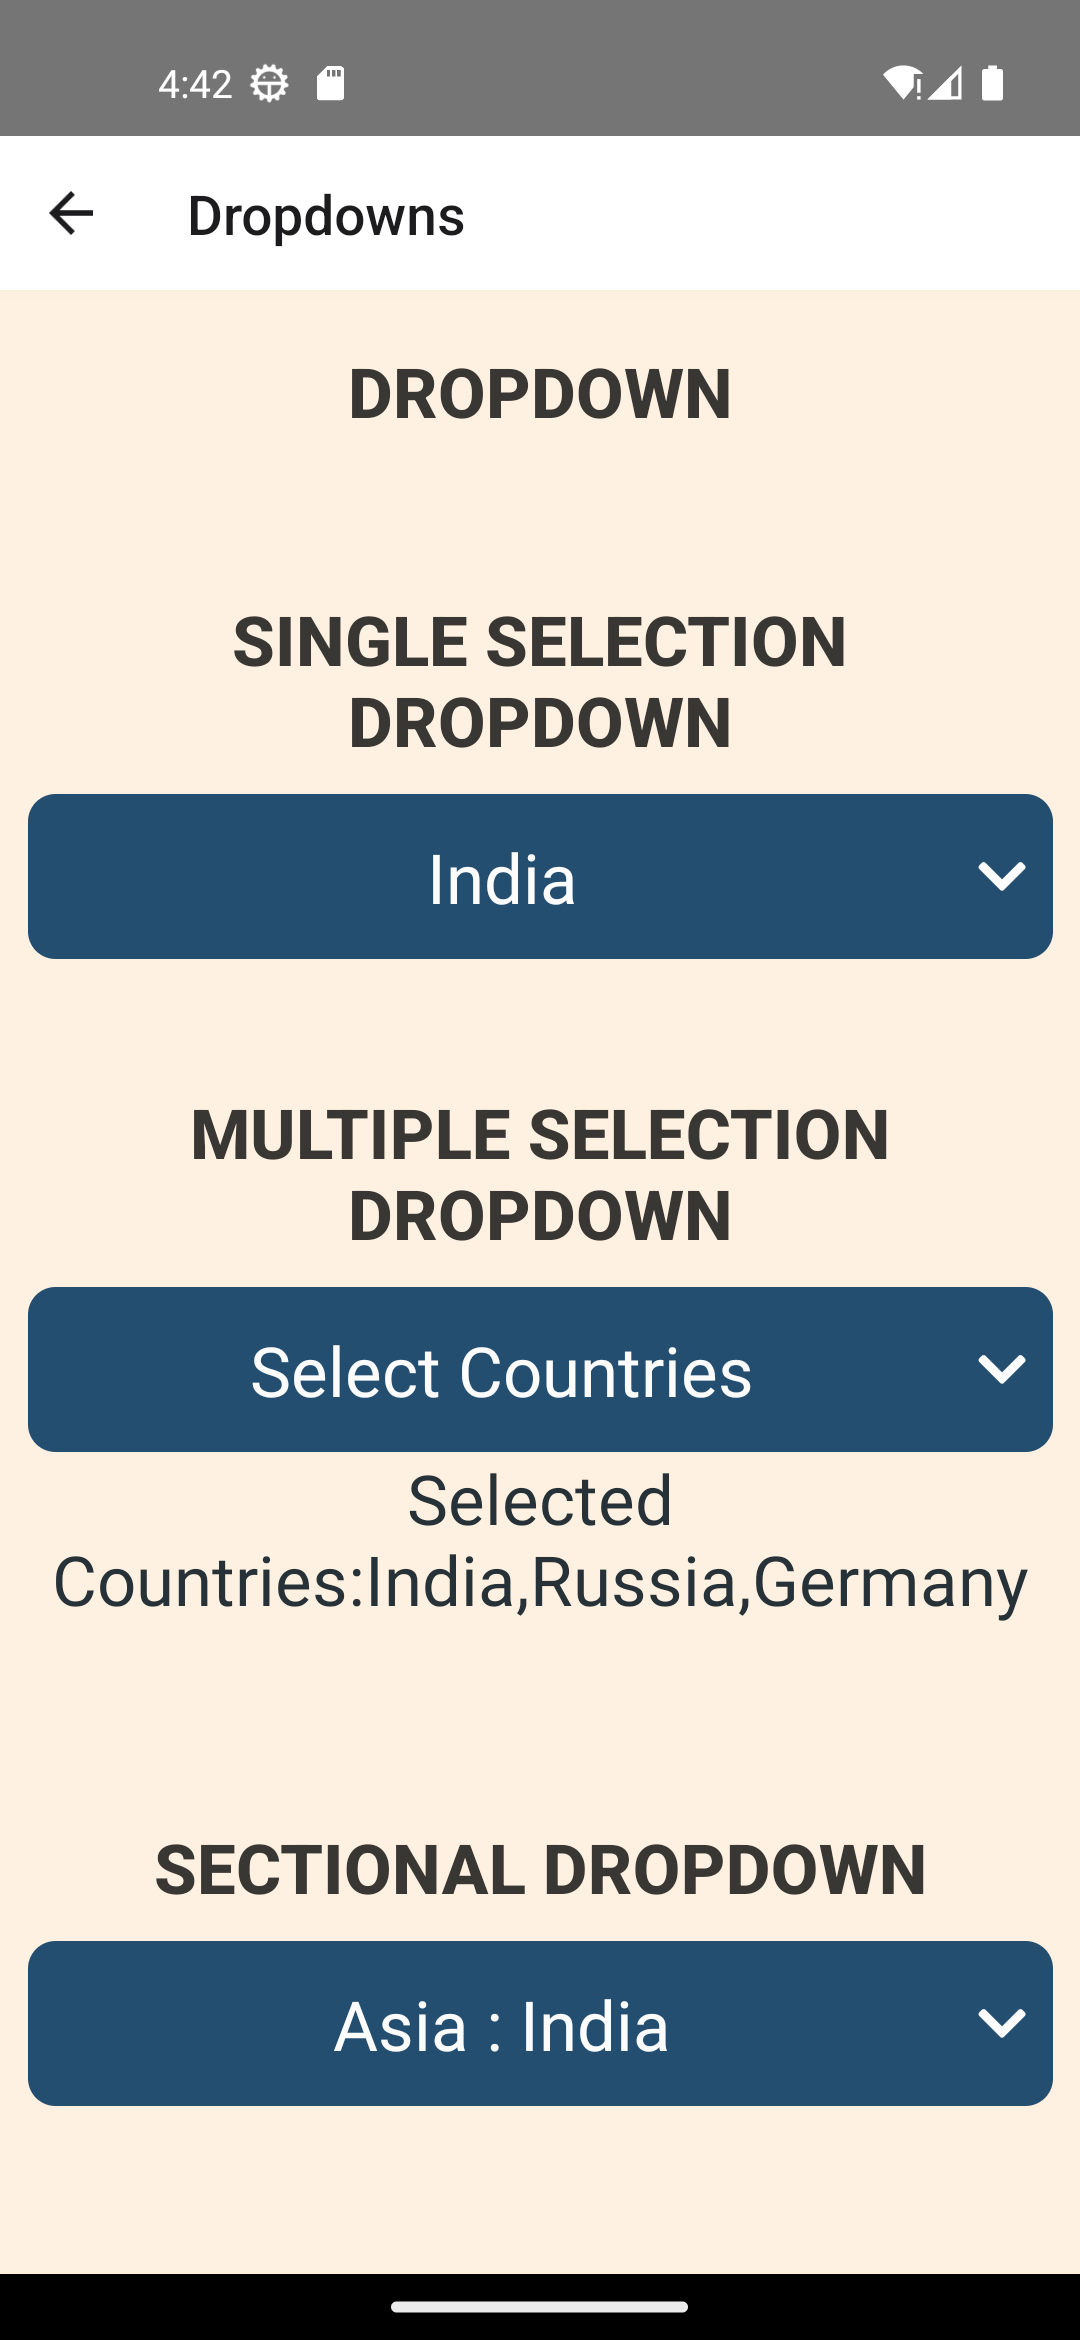 4:42
Dropdowns
DROPDOWN
SINGLE SELECTION
DROPDOWN
India
MULTIPLE SELECTION
DROPDOWN
Select Countries
Selected
Countries:India,Russia,Germany
SECTIONAL DROPDOWN
Asia : India